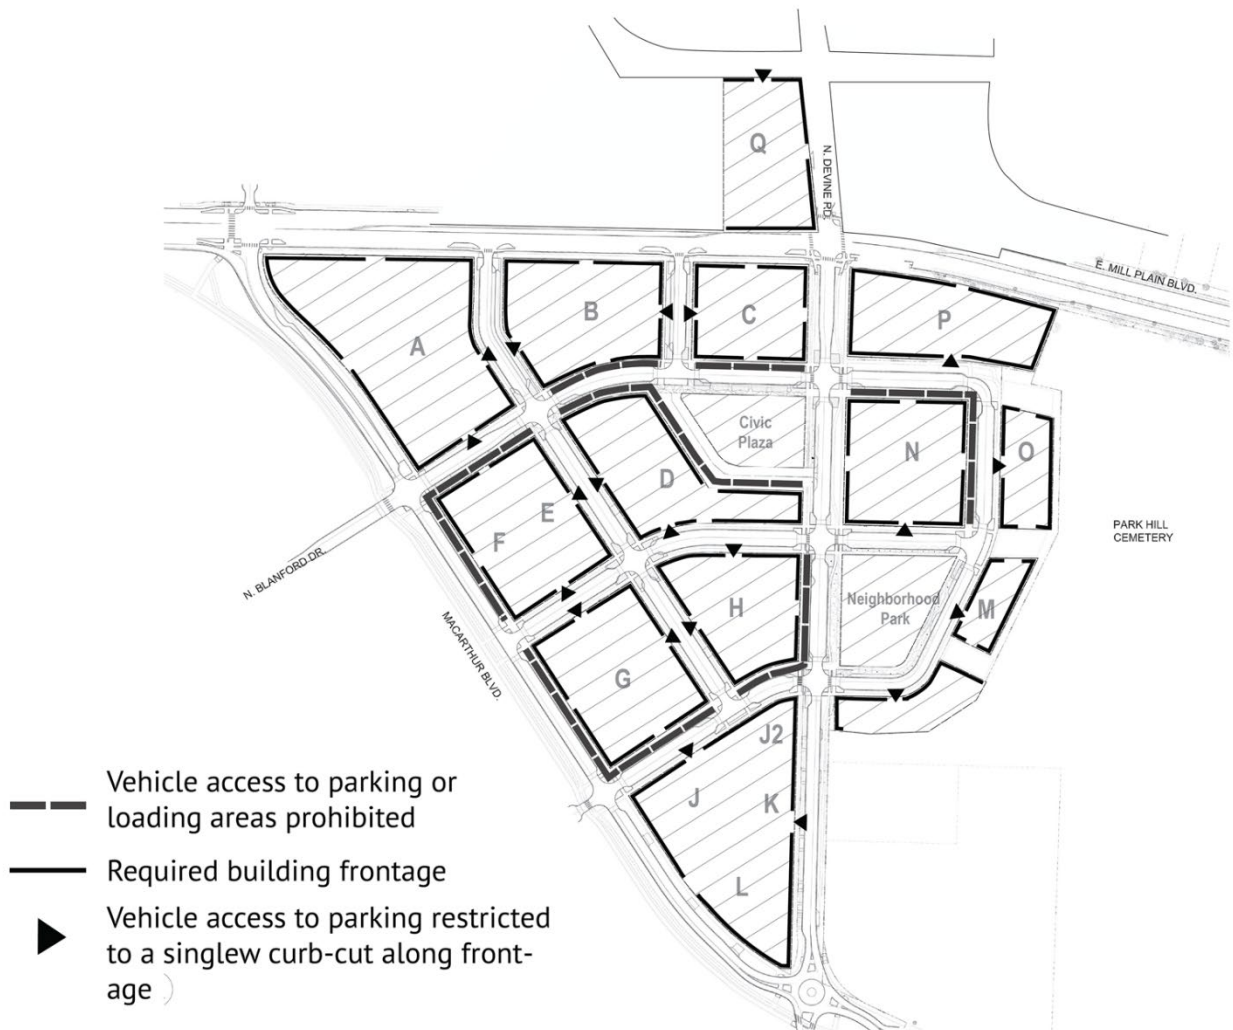 Q
N. DEVINE RD.
E. MILL PLAIN BLVD.
A
B
C
P
Civic
Plaza
D
N
O
E
F
PARK HILL
CEMETERY
N. BLANFORD DR.
H
Neighborhood
Park
M
MACARTHUR BLVD.
G
J2
J
K
L
Vehicle access to parking or
loading areas prohibited
Required building frontage
Vehicle access to parking restricted
to a singlew curb-cut along front-
age